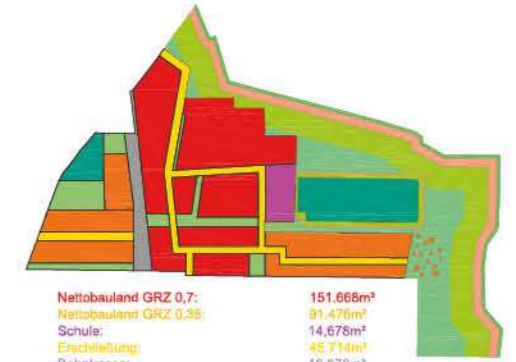 Nettobauland GRZ 0,7: 151.668m²
Nettobauland GRZ 0,35: 91.476m²
Schule: 14,678m²
Erschließung: 45.714m²